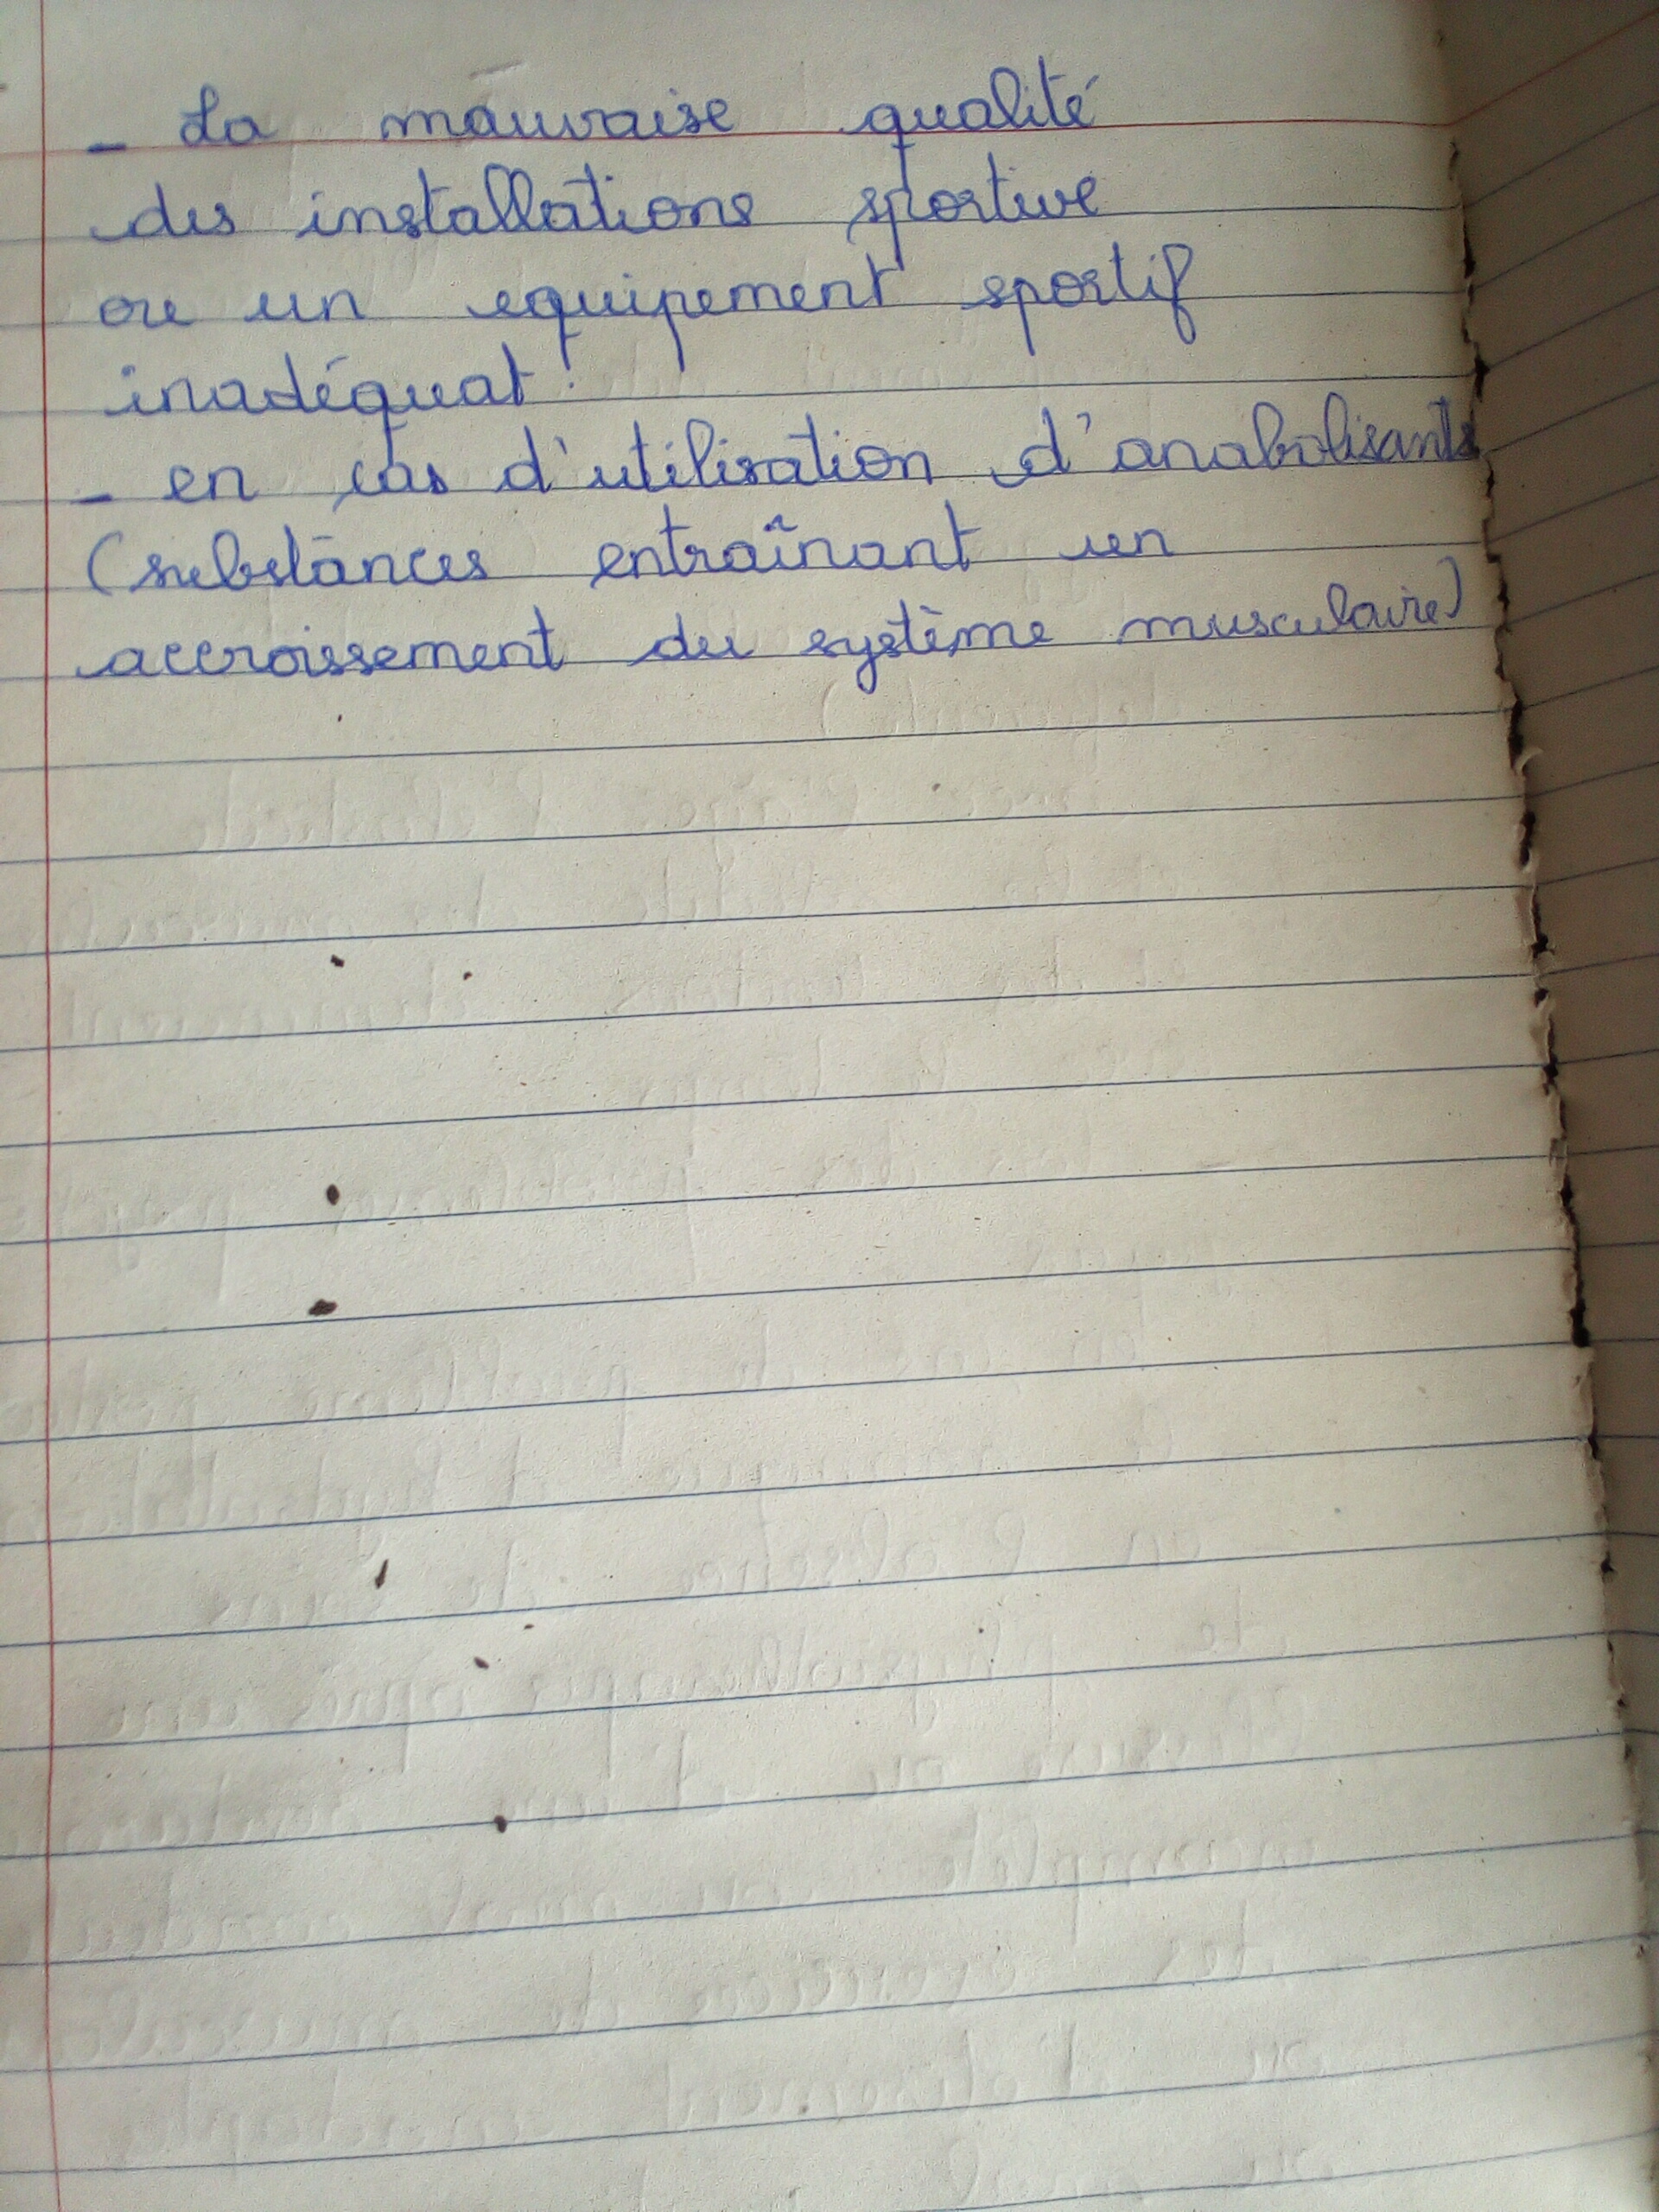 - La mauvaise qualité
des installations sportive
ou un equipement sportif
inadéquat.
- en cas d'utilisation d'anabolisants
(substances entraînant un
accroissement du système musculaire)